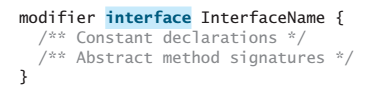 modifier interface InterfaceName {
  /** Constant declarations */
  /** Abstract method signatures */
}